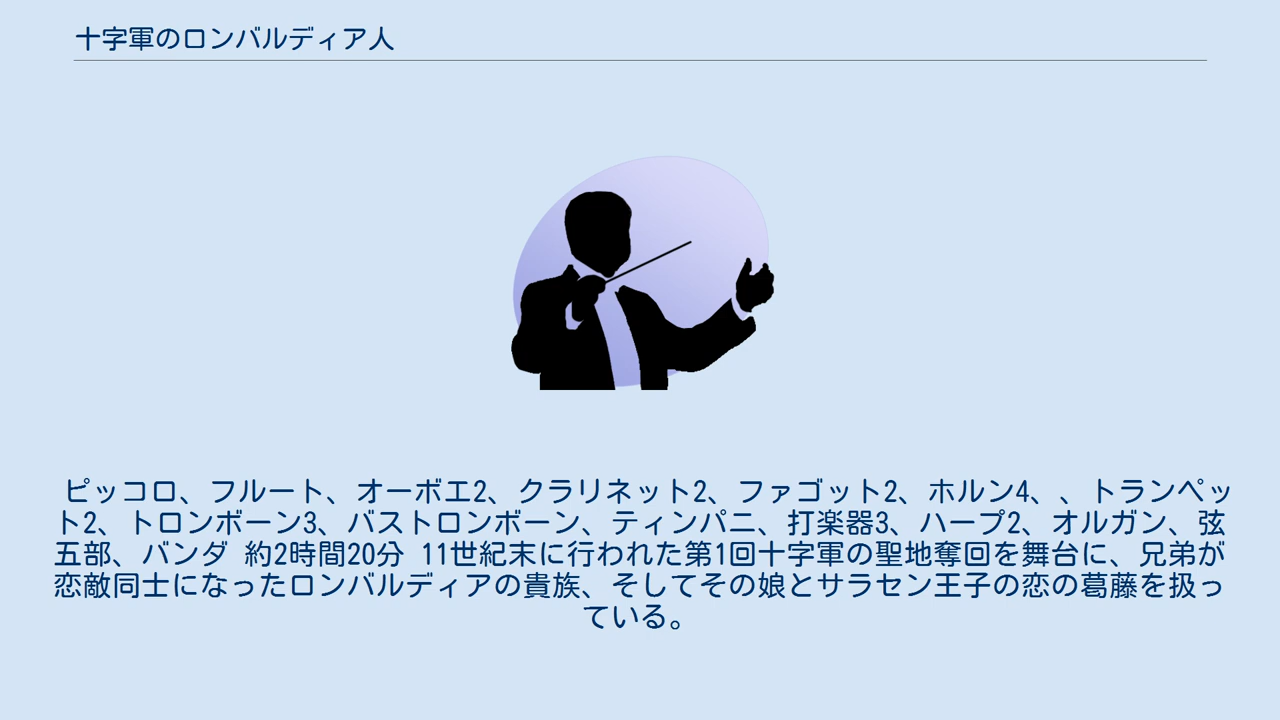 十字軍のロンバルディア人
ピッコロ、フルート、オーボエ2、クラリネット2、ファゴット2、ホルン4、、トランペッ
ト2、トロンボーン3、バストロンボーン、ティンパニ、打楽器3、ハープ2、オルガン、弦
五部、バンダ 約2時間20分 11世紀末に行われた第1回十字軍の聖地奪回を舞台に、兄弟が
恋敵同士になったロンバルディアの貴族、そしてその娘とサラセン王子の恋の葛藤を扱っ
ている。